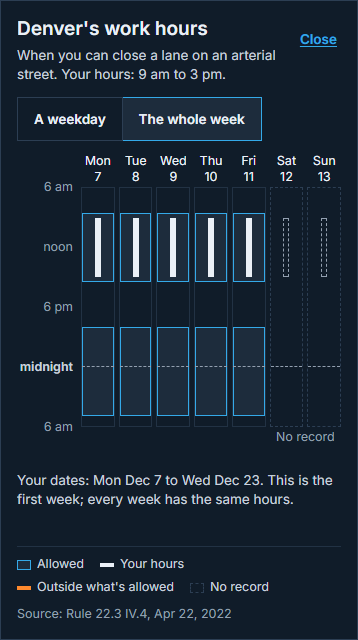 Denver's work hours
Close
When you can close a lane on an arterial
street. Your hours: 9 am to 3 pm.
A weekday
The whole week
Mon Tue Wed Thu Fri Sat Sun
7 8 9 10 11 12 13
6 am
noon
6 pm
midnight
6 am
No record
Your dates: Mon Dec 7 to Wed Dec 23. This is the
first week; every week has the same hours.
Allowed Your hours
Outside what's allowed No record
Source: Rule 22.3 IV.4, Apr 22, 2022